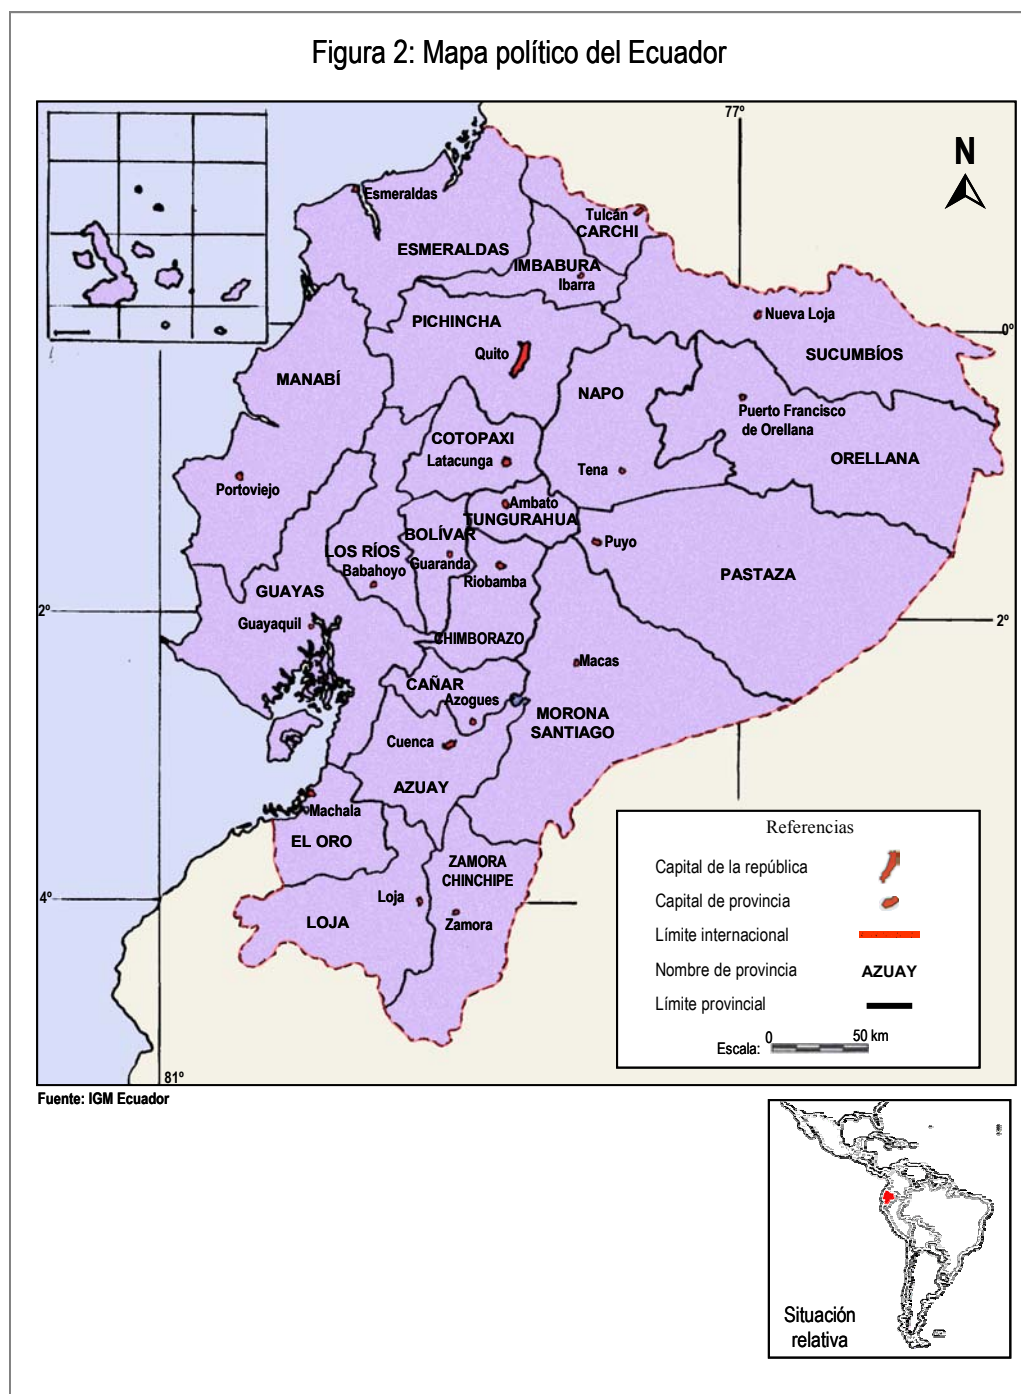 Figura 2: Mapa político del Ecuador
77º
N
Esmeraldas
Tulcán
CARCHI
ESMERALDAS
IMBABURA
Ibarra
Nueva Loja
PICHINCHA
0º
Quito
SUCUMBÍOS
MANABÍ
NAPO
Puerto Francisco
de Orellana
COTOPAXI
Latacunga
ORELLANA
Tena
Portoviejo
Ambato
TUNGURAHUA
BOLÍVAR
Puyo
LOS RÍOS
Guaranda
Babahoyo
Riobamba
PASTAZA
GUAYAS
2º
Guayaquil
2º
CHIMBORAZO
Macas
CAÑAR
Azogues
MORONA
SANTIAGO
Cuenca
AZUAY
Machala
EL ORO
ZAMORA
CHINCHIPE
4º
Loja
LOJA
Zamora
Referencias
Capital de la república
Capital de provincia
Límite internacional
Nombre de provincia AZUAY
Límite provincial
Escala: 0 50 km
81º
Fuente: IGM Ecuador
Situación
relativa